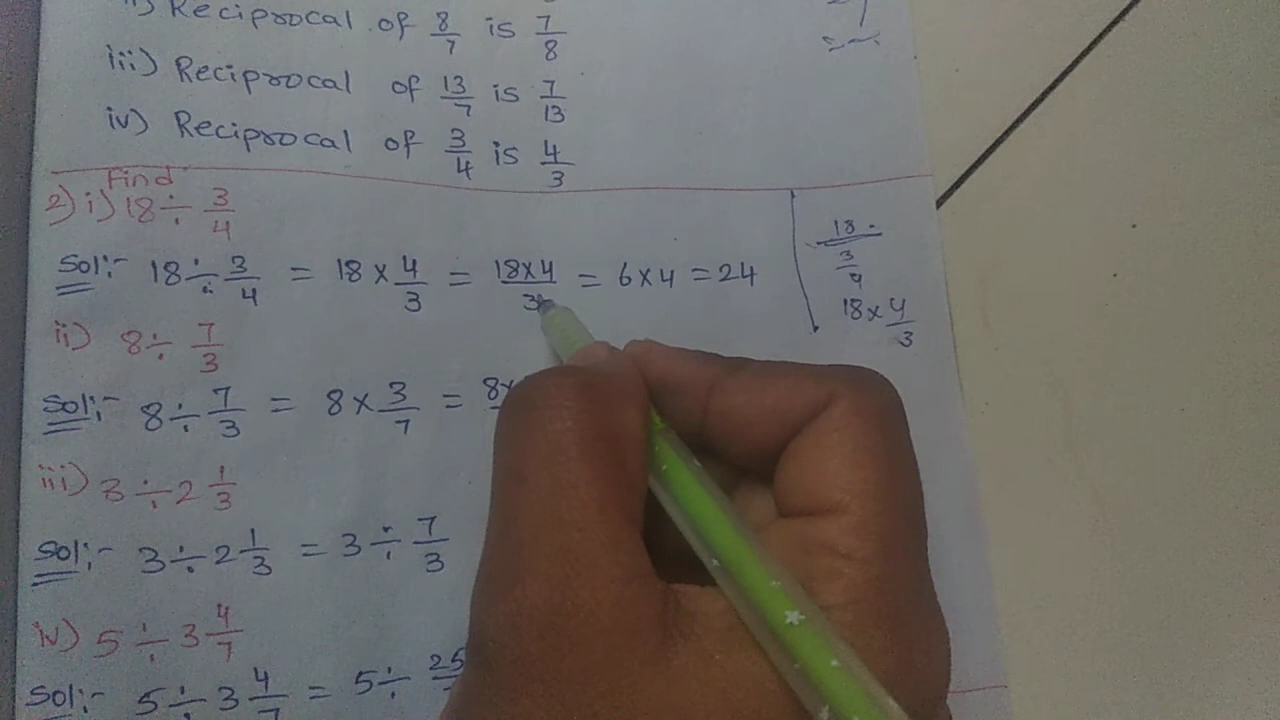 ii) Reciprocal of 8/7 is 7/8
iii) Reciprocal of 13/7 is 7/13
iv) Reciprocal of 3/4 is 4/3
Find
2) i) 18 ÷ 3/4
Sol:- 18 ÷ 3/4 = 18 × 4/3 = 18×4/3 = 6×4 = 24
18
3/4
18 × 4/3
ii) 8 ÷ 7/3
Sol:- 8 ÷ 7/3 = 8 × 3/7 = 8×
iii) 3 ÷ 2 1/3
Sol:- 3 ÷ 2 1/3 = 3 ÷ 7/3
iv) 5 ÷ 3 4/7
Sol:- 5 ÷ 3 4/7 = 5 ÷ 25